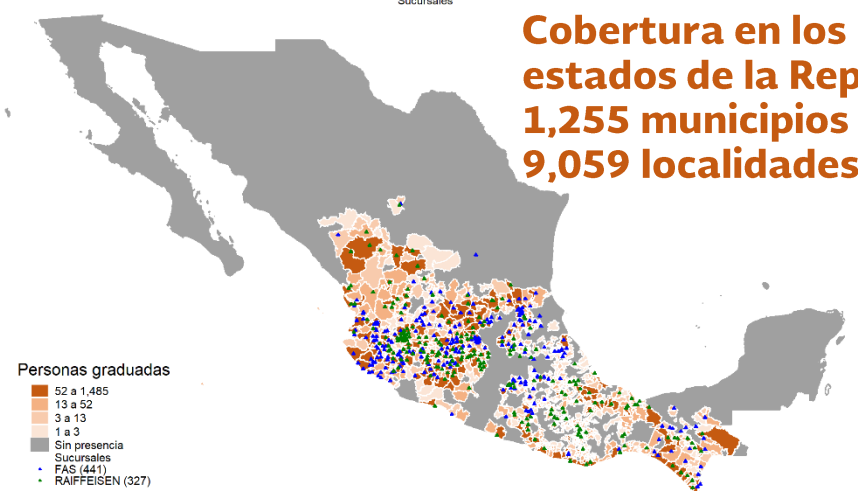 Sucursales
Cobertura en los
estados de la Rep
1,255 municipios
9,059 localidades
Personas graduadas
52 a 1,485
13 a 52
3 a 13
1 a 3
Sin presencia
Sucursales
FAS (441)
RAIFFEISEN (327)